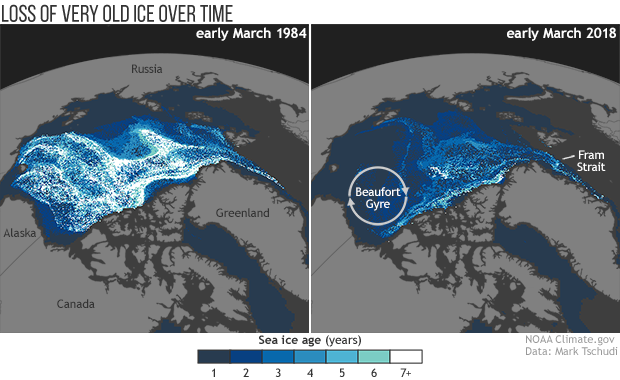 LOSS OF VERY OLD ICE OVER TIME
early March 1984
early March 2018
Russia
Fram
Strait
Beaufort
Gyre
Greenland
Alaska
Canada
Sea ice age (years)
1 2 3 4 5 6 7+
NOAA Climate.gov
Data: Mark Tschudi